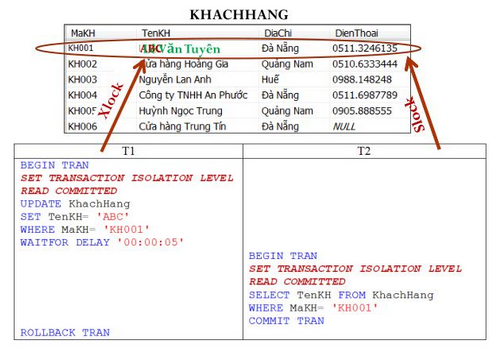 KHACHHANG
MaKH TenKH DiaChi DienThoai
KH001 ABC Văn Tuyên Đà Nẵng 0511.3246135
KH002 Cửa hàng Hoàng Gia Quảng Nam 0510.6333444
KH003 Nguyễn Lan Anh Huế 0988.148248
KH004 Công ty TNHH An Phước Đà Nẵng 0511.6987789
KH005 Huỳnh Ngọc Trung Quảng Nam 0905.888555
KH006 Cửa hàng Trung Tín Đà Nẵng NULL
Xlock
Slock
T1 T2
BEGIN TRAN
SET TRANSACTION ISOLATION LEVEL
READ COMMITTED
UPDATE KhachHang
SET TenKH= 'ABC'
WHERE MaKH= 'KH001'
WAITFOR DELAY '00:00:05'
BEGIN TRAN
SET TRANSACTION ISOLATION LEVEL
READ COMMITTED
SELECT TenKH FROM KhachHang
WHERE MaKH= 'KH001'
COMMIT TRAN
ROLLBACK TRAN